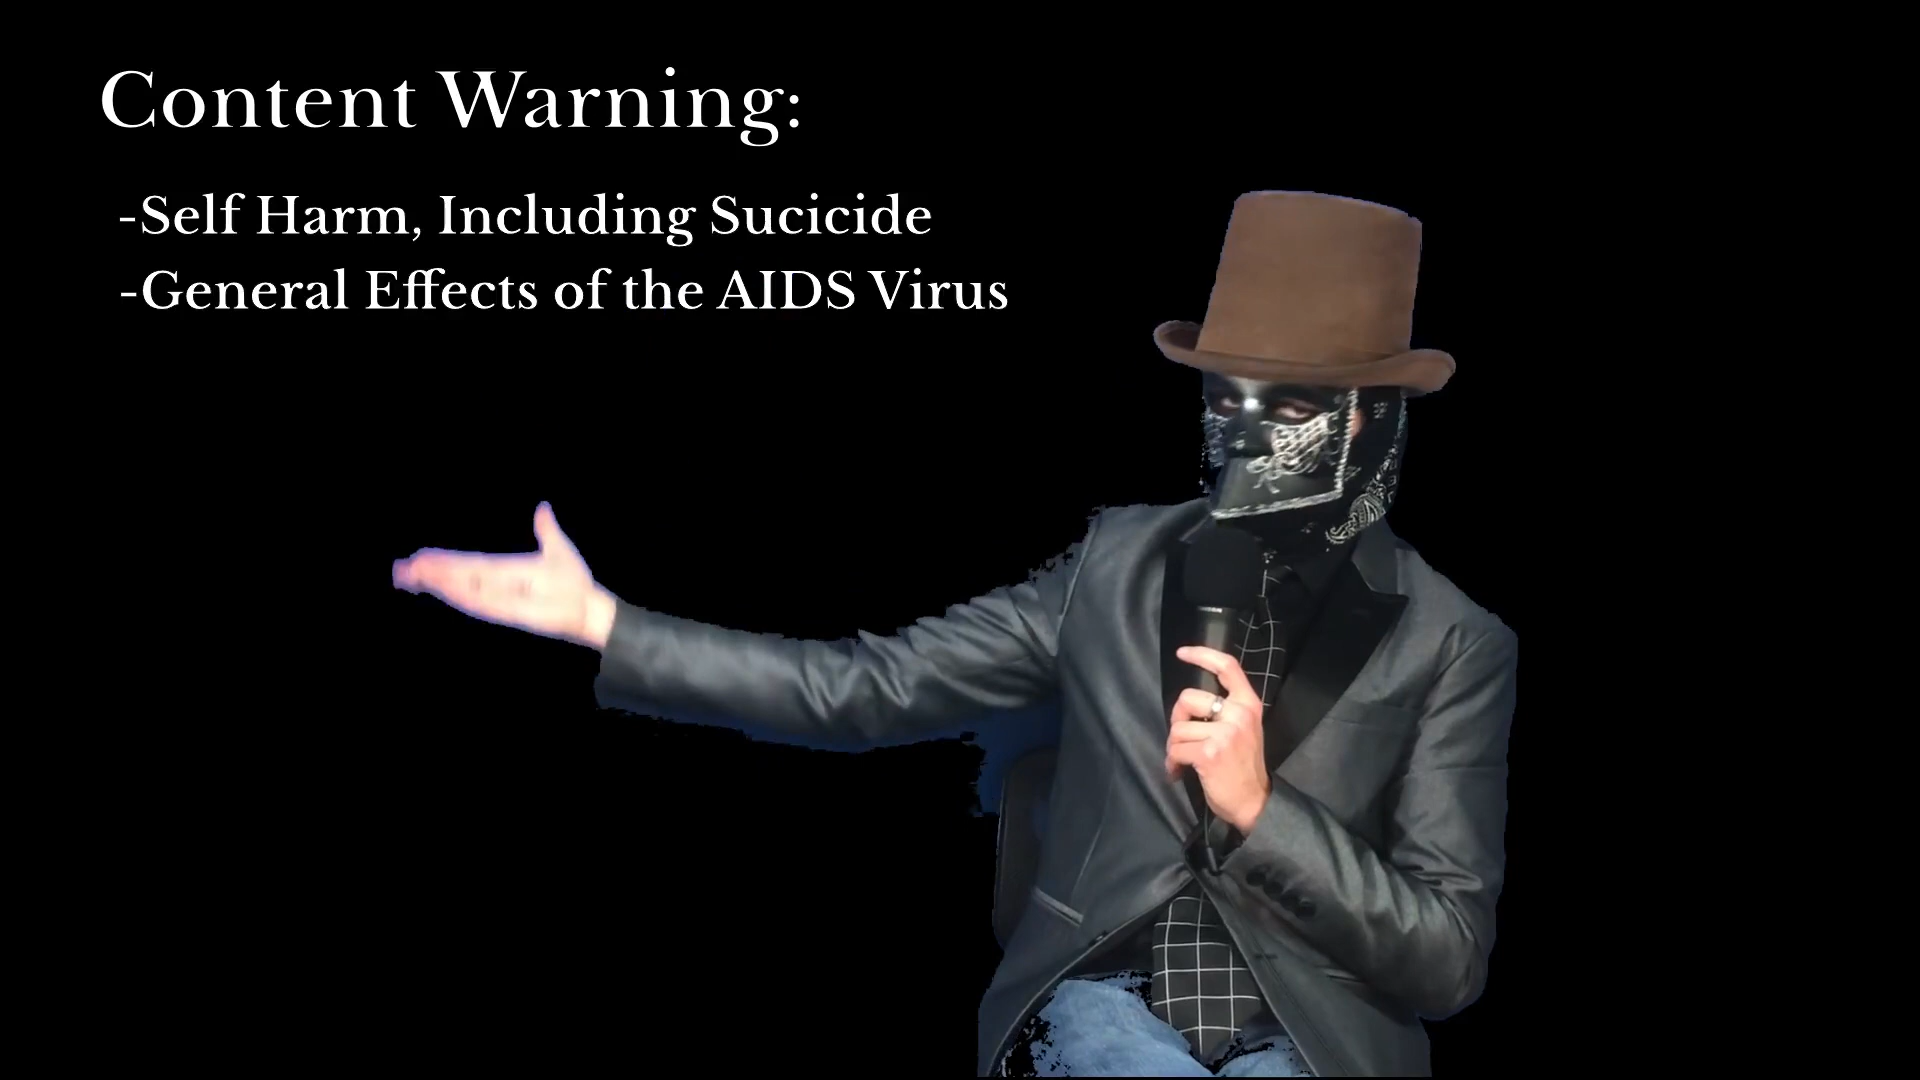 Content Warning:
-Self Harm, Including Sucicide
-General Effects of the AIDS Virus